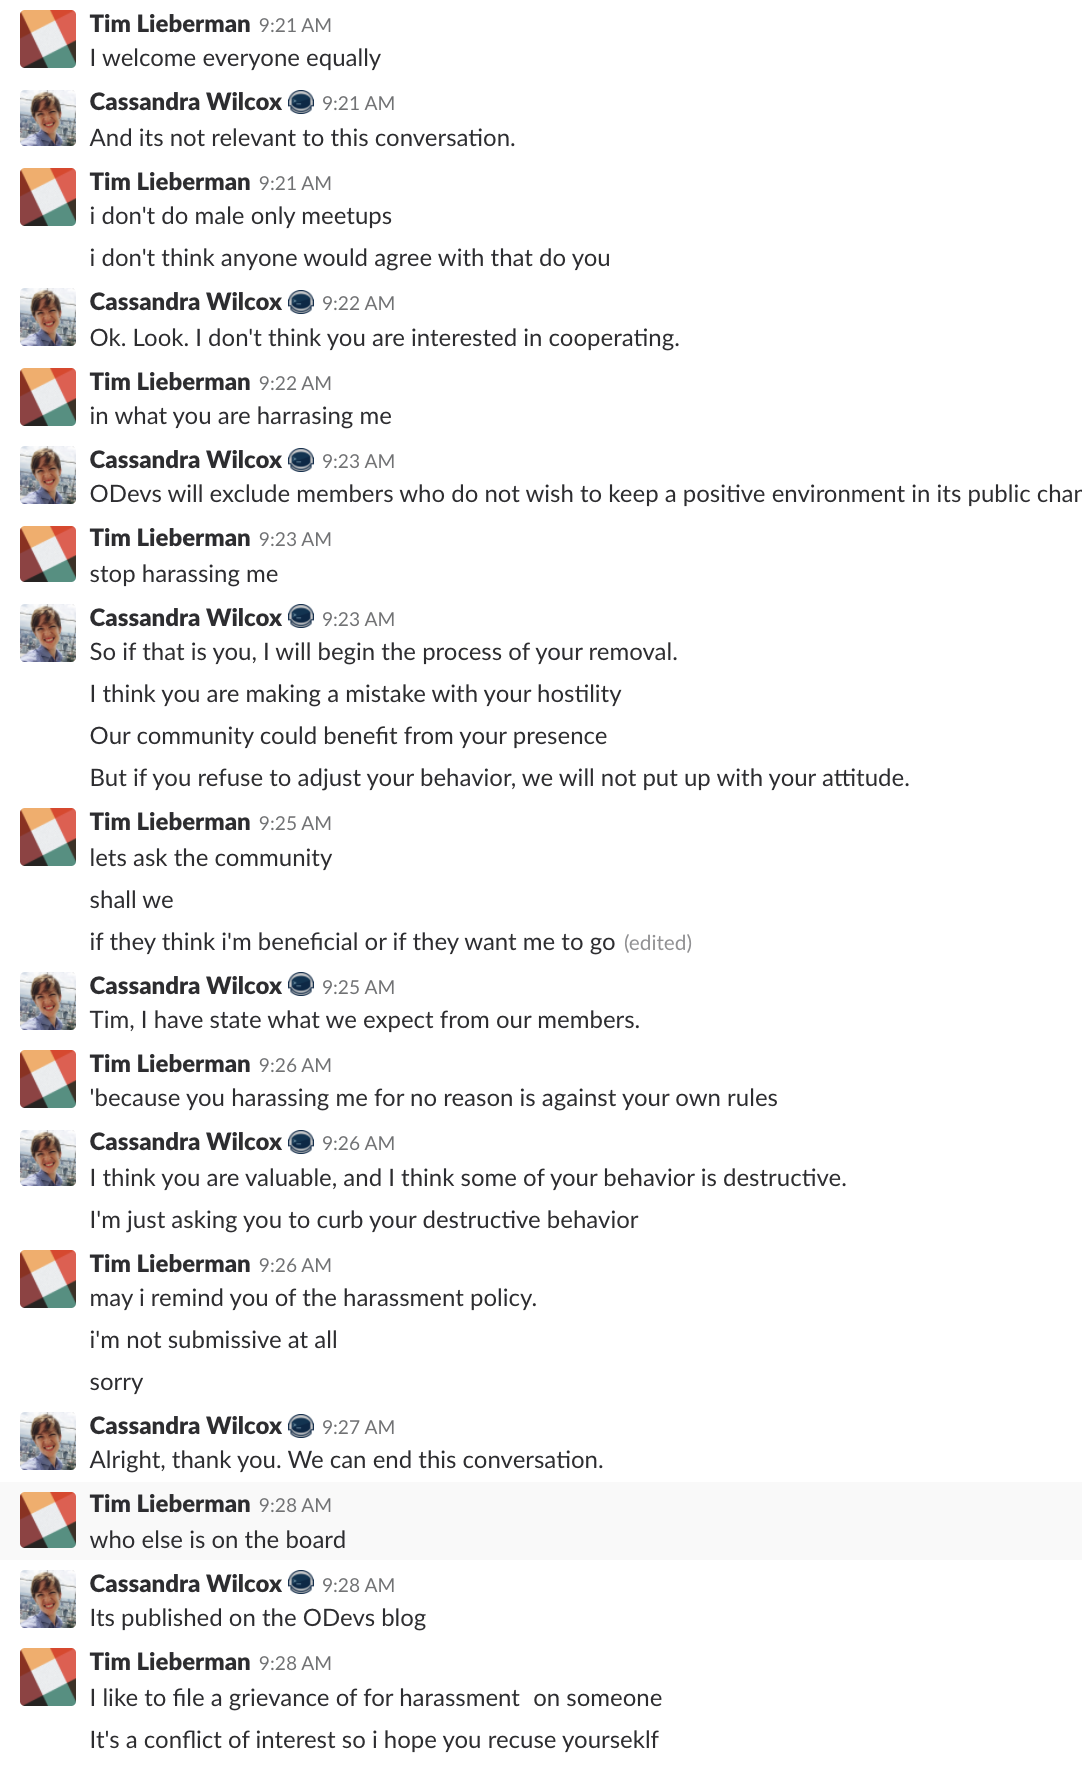 Tim Lieberman 9:21 AM
I welcome everyone equally
Cassandra Wilcox 9:21 AM
And its not relevant to this conversation.
Tim Lieberman 9:21 AM
i don't do male only meetups
i don't think anyone would agree with that do you
Cassandra Wilcox 9:22 AM
Ok. Look. I don't think you are interested in cooperating.
Tim Lieberman 9:22 AM
in what you are harrasing me
Cassandra Wilcox 9:23 AM
ODevs will exclude members who do not wish to keep a positive environment in its public
Tim Lieberman 9:23 AM
stop harassing me
Cassandra Wilcox 9:23 AM
So if that is you, I will begin the process of your removal.
I think you are making a mistake with your hostility
Our community could benefit from your presence
But if you refuse to adjust your behavior, we will not put up with your attitude.
Tim Lieberman 9:25 AM
lets ask the community
shall we
if they think i'm beneficial or if they want me to go (edited)
Cassandra Wilcox 9:25 AM
Tim, I have state what we expect from our members.
Tim Lieberman 9:26 AM
'because you harassing me for no reason is against your own rules
Cassandra Wilcox 9:26 AM
I think you are valuable, and I think some of your behavior is destructive.
I'm just asking you to curb your destructive behavior
Tim Lieberman 9:26 AM
may i remind you of the harassment policy.
i'm not submissive at all
sorry
Cassandra Wilcox 9:27 AM
Alright, thank you. We can end this conversation.
Tim Lieberman 9:28 AM
who else is on the board
Cassandra Wilcox 9:28 AM
Its published on the ODevs blog
Tim Lieberman 9:28 AM
I like to file a grievance of for harassment  on someone
It's a conflict of interest so i hope you recuse yourseklf